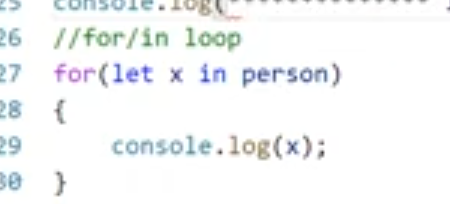 console.log(
26 //for/in loop
27 for(let x in person)
28 {
29 console.log(x);
30 }